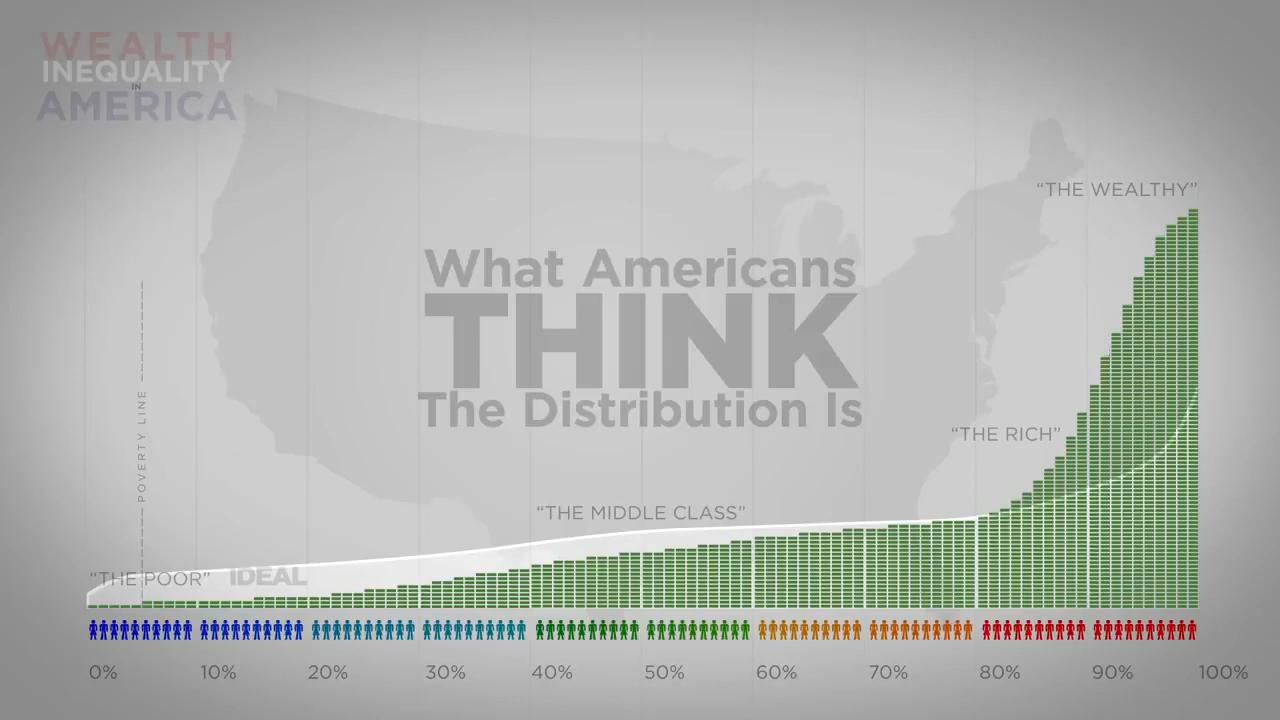 WEALTH
INEQUALITY
IN
AMERICA
“THE WEALTHY”
What Americans
THINK
The Distribution Is
POVERTY LINE
“THE RICH”
“THE MIDDLE CLASS”
“THE POOR”
IDEAL
0% 10% 20% 30% 40% 50% 60% 70% 80% 90% 100%